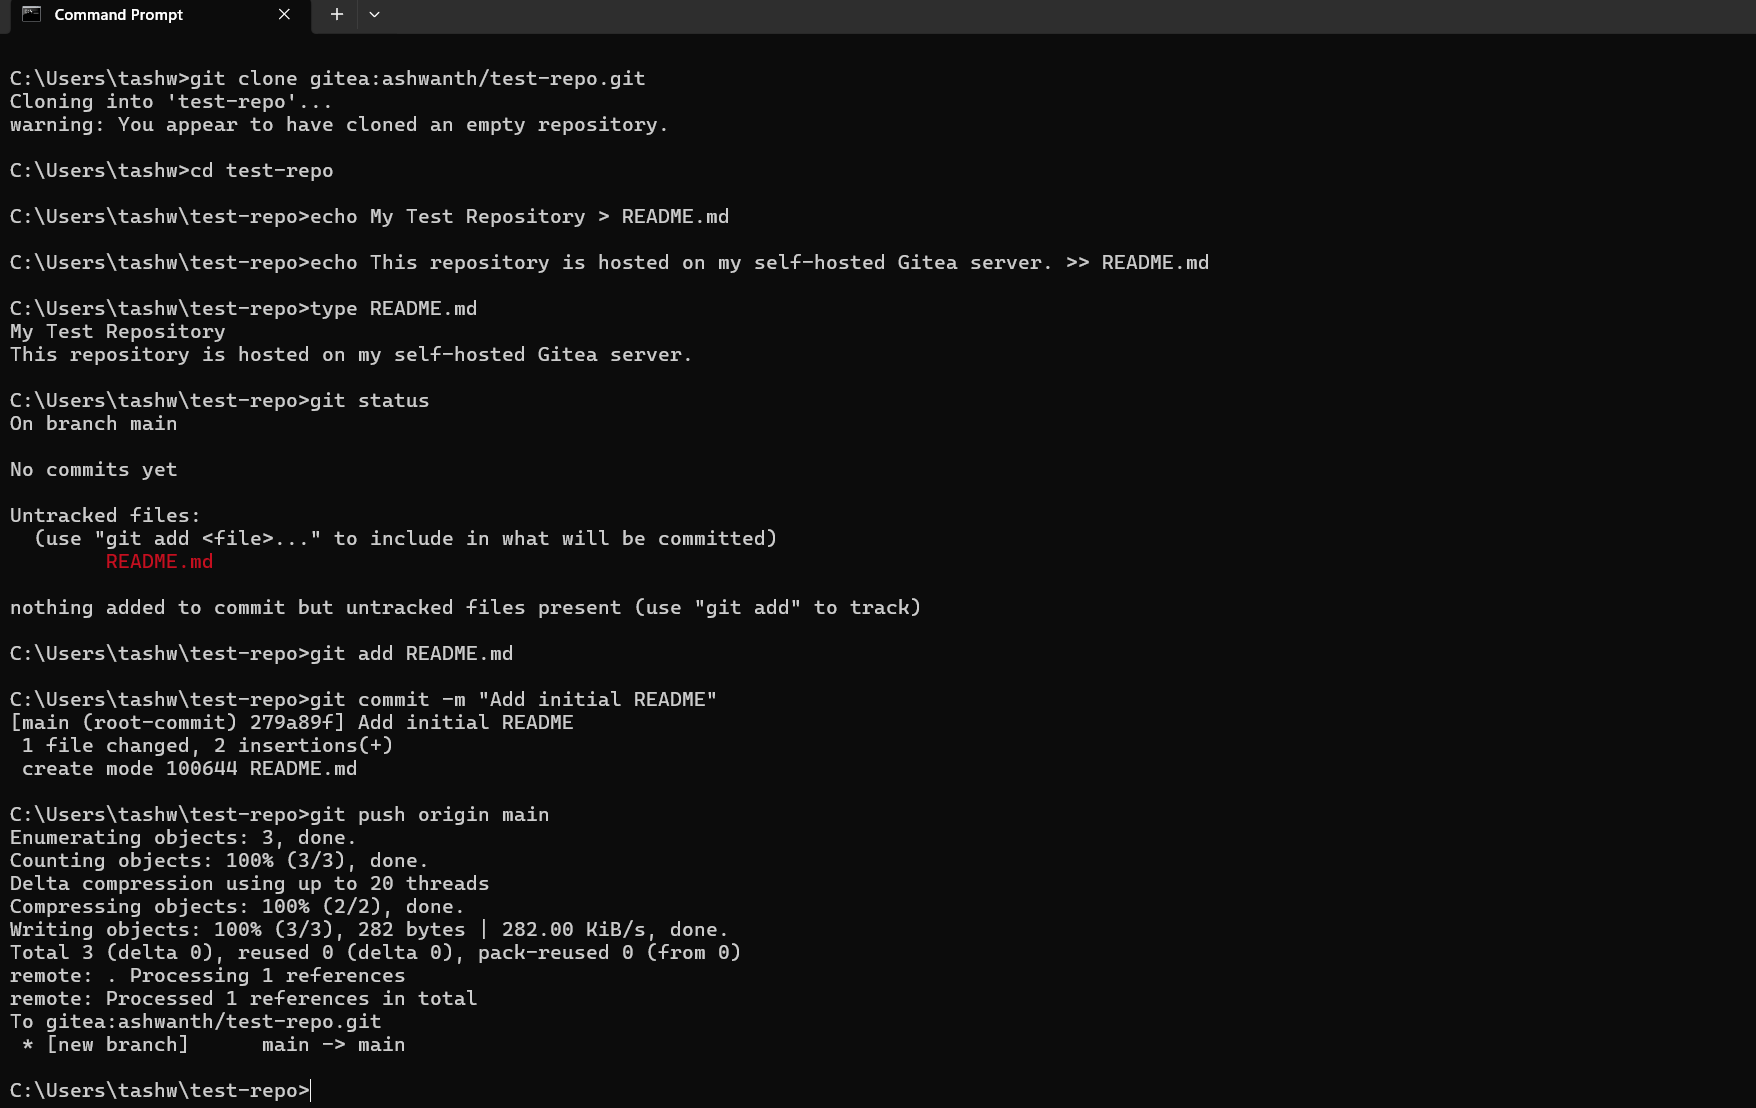 Command Prompt
C:\Users\tashw>git clone gitea:ashwanth/test-repo.git
Cloning into 'test-repo'...
warning: You appear to have cloned an empty repository.
C:\Users\tashw>cd test-repo
C:\Users\tashw\test-repo>echo My Test Repository > README.md
C:\Users\tashw\test-repo>echo This repository is hosted on my self-hosted Gitea server. >> README.md
C:\Users\tashw\test-repo>type README.md
My Test Repository
This repository is hosted on my self-hosted Gitea server.
C:\Users\tashw\test-repo>git status
On branch main
No commits yet
Untracked files:
  (use "git add <file>..." to include in what will be committed)
        README.md
nothing added to commit but untracked files present (use "git add" to track)
C:\Users\tashw\test-repo>git add README.md
C:\Users\tashw\test-repo>git commit -m "Add initial README"
[main (root-commit) 279a89f] Add initial README
 1 file changed, 2 insertions(+)
 create mode 100644 README.md
C:\Users\tashw\test-repo>git push origin main
Enumerating objects: 3, done.
Counting objects: 100% (3/3), done.
Delta compression using up to 20 threads
Compressing objects: 100% (2/2), done.
Writing objects: 100% (3/3), 282 bytes | 282.00 KiB/s, done.
Total 3 (delta 0), reused 0 (delta 0), pack-reused 0 (from 0)
remote: . Processing 1 references
remote: Processed 1 references in total
To gitea:ashwanth/test-repo.git
 * [new branch]      main -> main
C:\Users\tashw\test-repo>